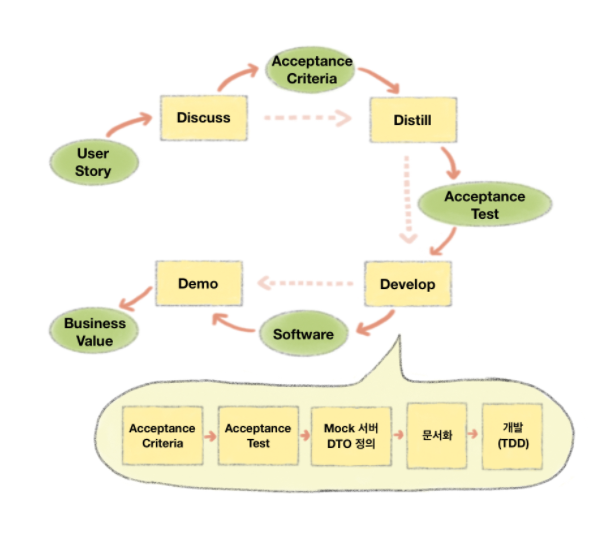 Acceptance
Criteria
Discuss
Distill
User
Story
Acceptance
Test
Demo
Develop
Business
Value
Software
Acceptance
Criteria
Acceptance
Test
Mock 서버
DTO 정의
문서화
개발
(TDD)